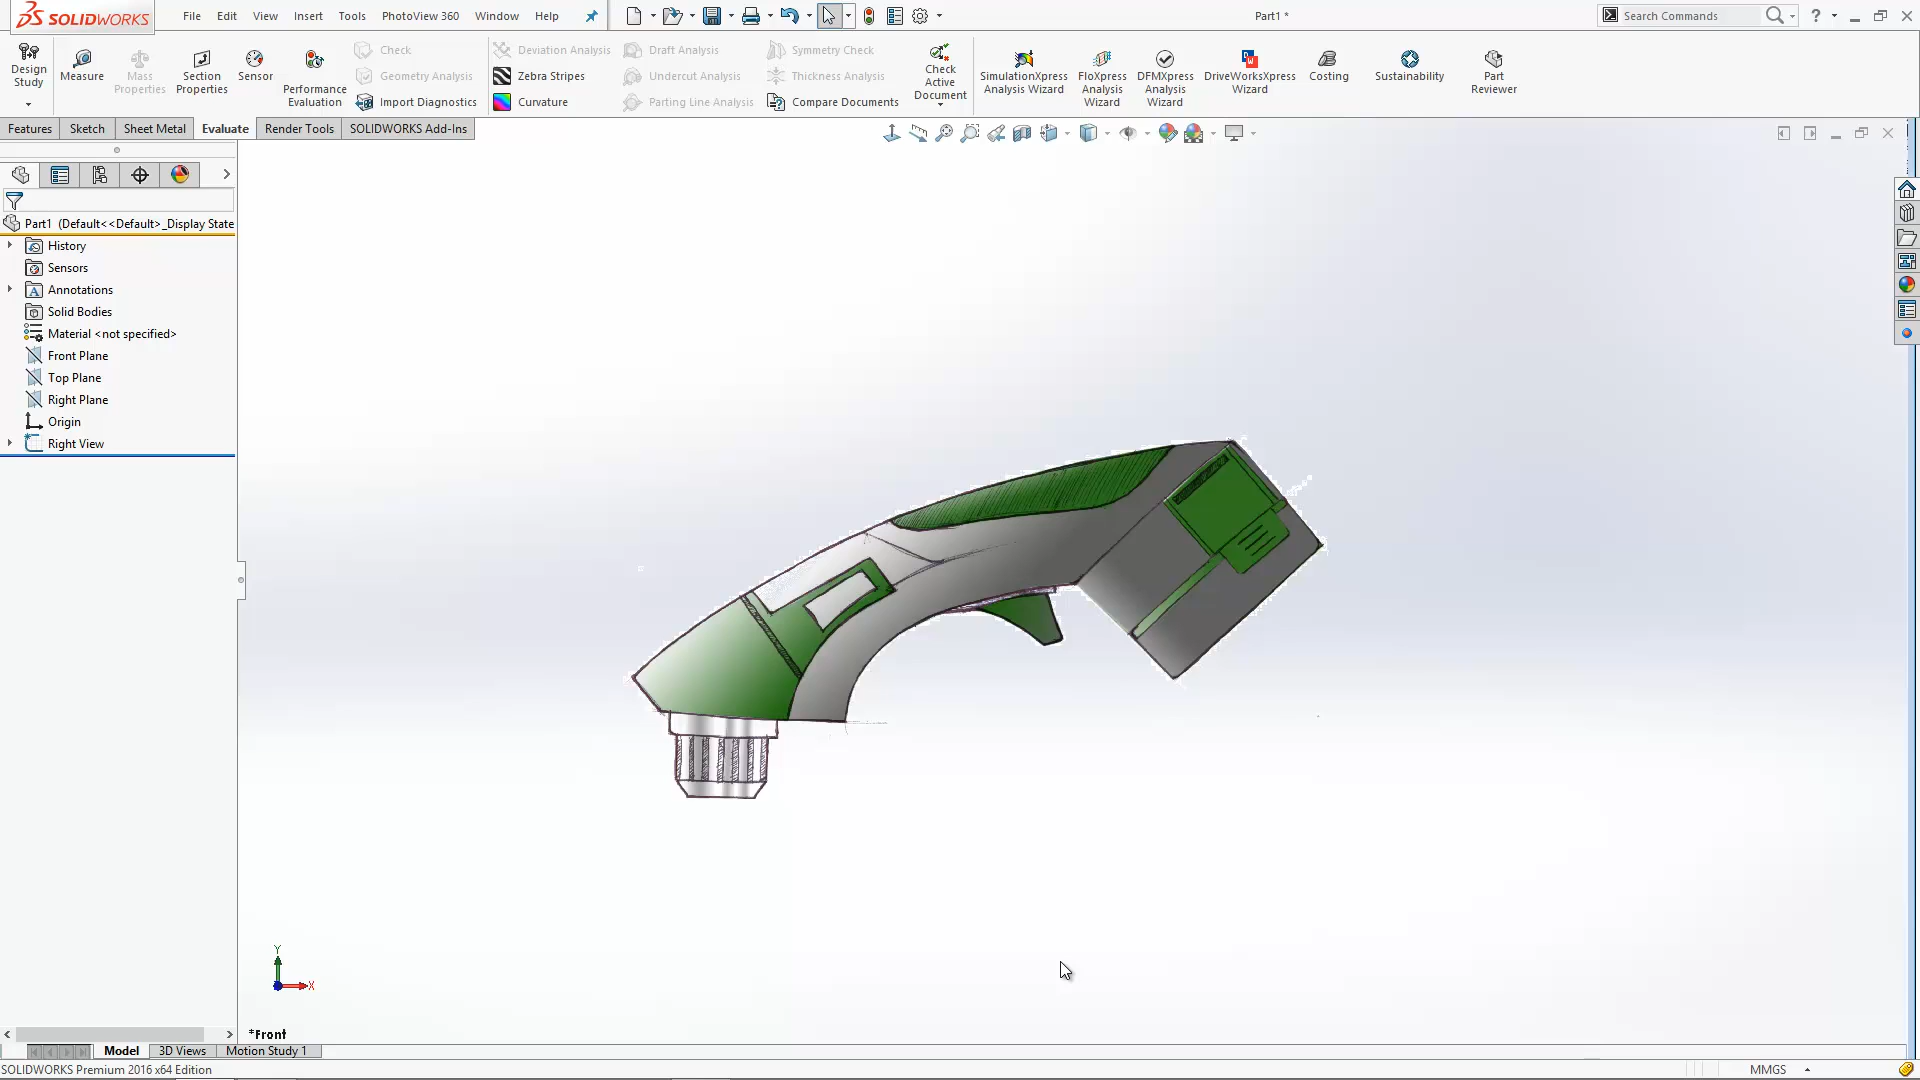 SOLIDWORKS
File Edit View Insert Tools PhotoView 360 Window Help
Part1 *
Search Commands
Design Study
Measure
Mass Properties
Section Properties
Sensor
Performance Evaluation
Check
Geometry Analysis
Import Diagnostics
Deviation Analysis
Zebra Stripes
Curvature
Draft Analysis
Undercut Analysis
Parting Line Analysis
Symmetry Check
Thickness Analysis
Compare Documents
Check Active Document
SimulationXpress Analysis Wizard
FloXpress Analysis Wizard
DFMXpress Analysis Wizard
DriveWorksXpress Wizard
Costing
Sustainability
Part Reviewer
Features Sketch Sheet Metal Evaluate Render Tools SOLIDWORKS Add-Ins
Part1 (Default<<Default>_Display State
History
Sensors
Annotations
Solid Bodies
Material <not specified>
Front Plane
Top Plane
Right Plane
Origin
Right View
Y
X
*Front
Model 3D Views Motion Study 1
SOLIDWORKS Premium 2016 x64 Edition
MMGS